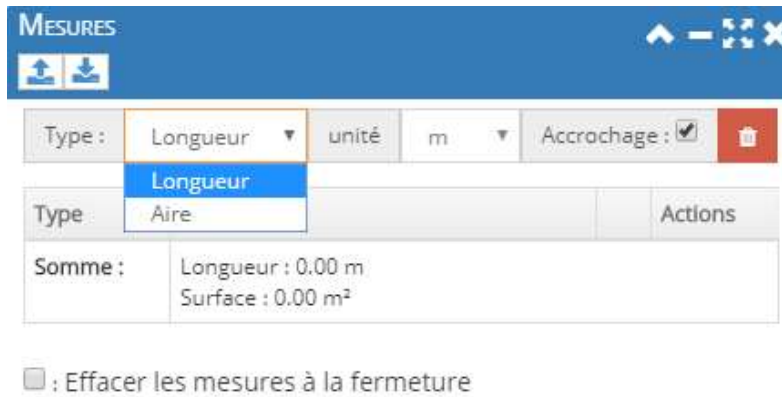 MESURES
Type : Longueur unité m Accrochage :
Longueur
Type Aire Actions
Somme : Longueur : 0.00 m
Surface : 0.00 m²
: Effacer les mesures à la fermeture